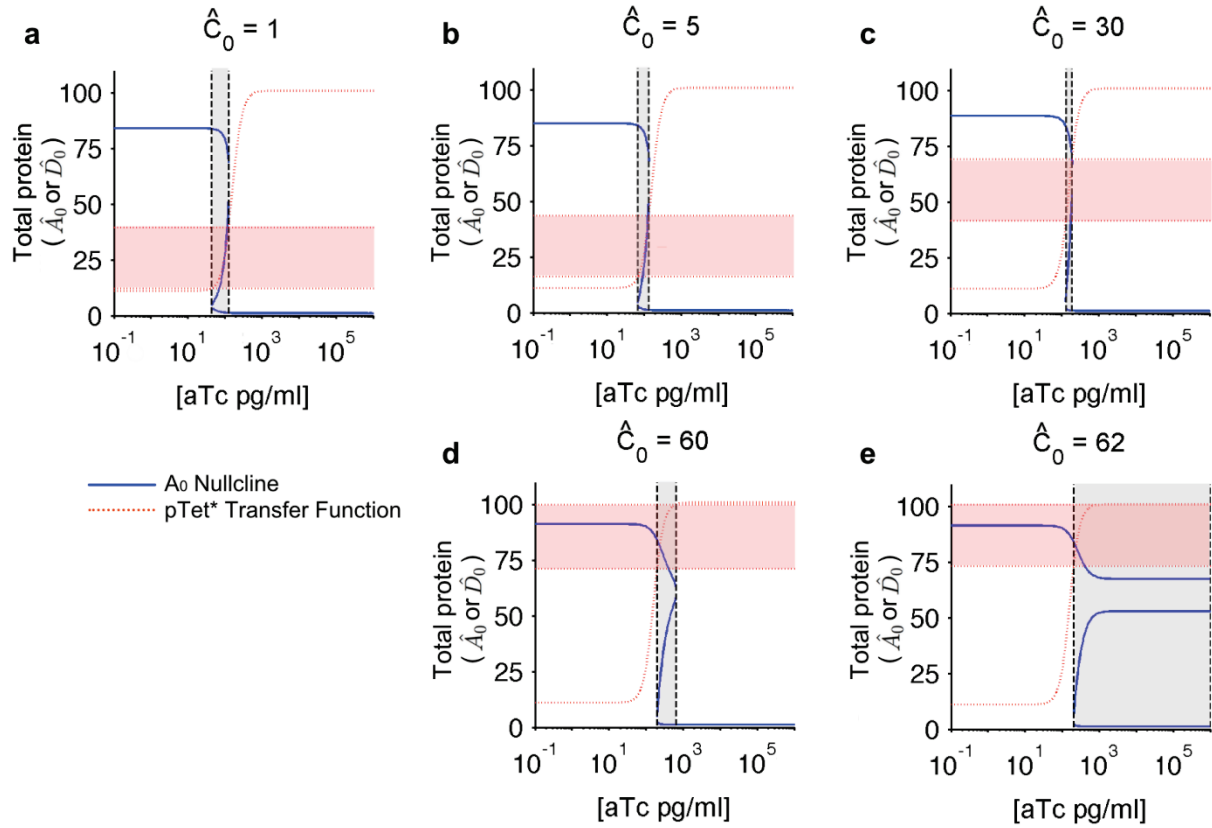 a
Ĉ₀ = 1
Total protein
( Â₀ or D̂₀)
100
75
50
25
0
10⁻¹ 10¹ 10³ 10⁵
[aTc pg/ml]
b
Ĉ₀ = 5
Total protein
( Â₀ or D̂₀)
100
75
50
25
0
10⁻¹ 10¹ 10³ 10⁵
[aTc pg/ml]
c
Ĉ₀ = 30
Total protein
( Â₀ or D̂₀)
100
75
50
25
0
10⁻¹ 10¹ 10³ 10⁵
[aTc pg/ml]
A₀ Nullcline
pTet* Transfer Function
d
Ĉ₀ = 60
Total protein
( Â₀ or D̂₀)
100
75
50
25
0
10⁻¹ 10¹ 10³ 10⁵
[aTc pg/ml]
e
Ĉ₀ = 62
Total protein
( Â₀ or D̂₀)
100
75
50
25
0
10⁻¹ 10¹ 10³ 10⁵
[aTc pg/ml]